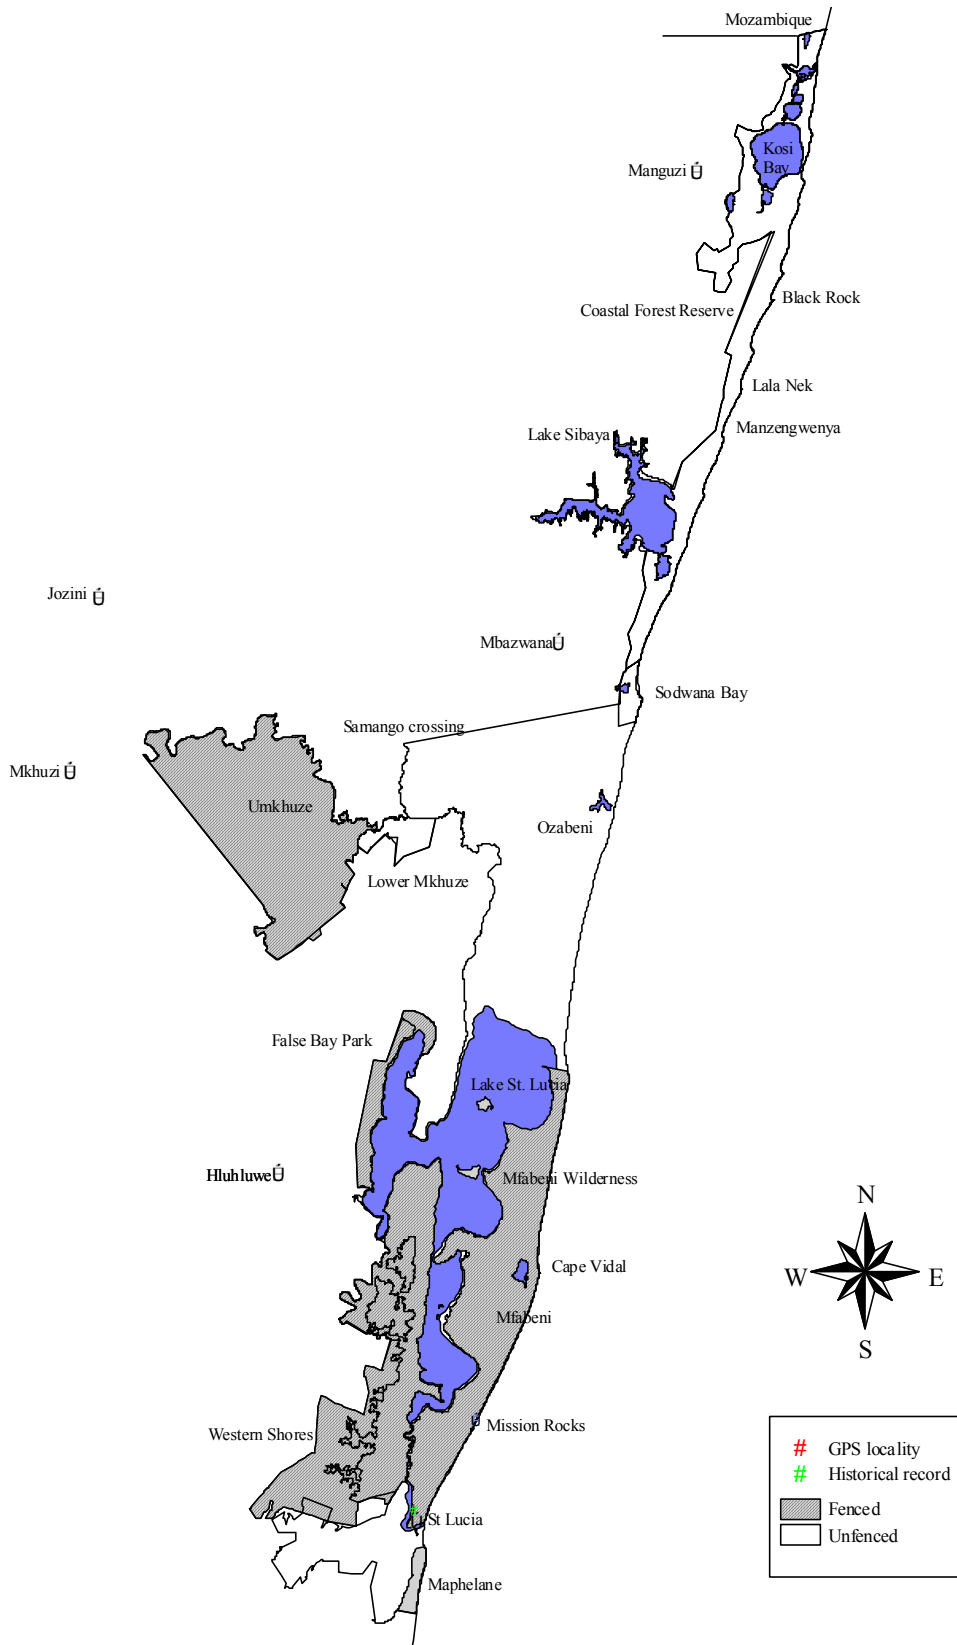 Mozambique
Kosi
Bay
Manguzi
Black Rock
Coastal Forest Reserve
Lala Nek
Manzengwenya
Lake Sibaya
Jozini
Mbazwana
Sodwana Bay
Samango crossing
Mkhuzi
Umkhuze
Ozabeni
Lower Mkhuze
False Bay Park
Lake St. Lucia
Hluhluwe
Mfabeni Wilderness
N
W
E
S
Cape Vidal
Mfabeni
Western Shores
Mission Rocks
# GPS locality
# Historical record
Fenced
Unfenced
#
St Lucia
Maphelane